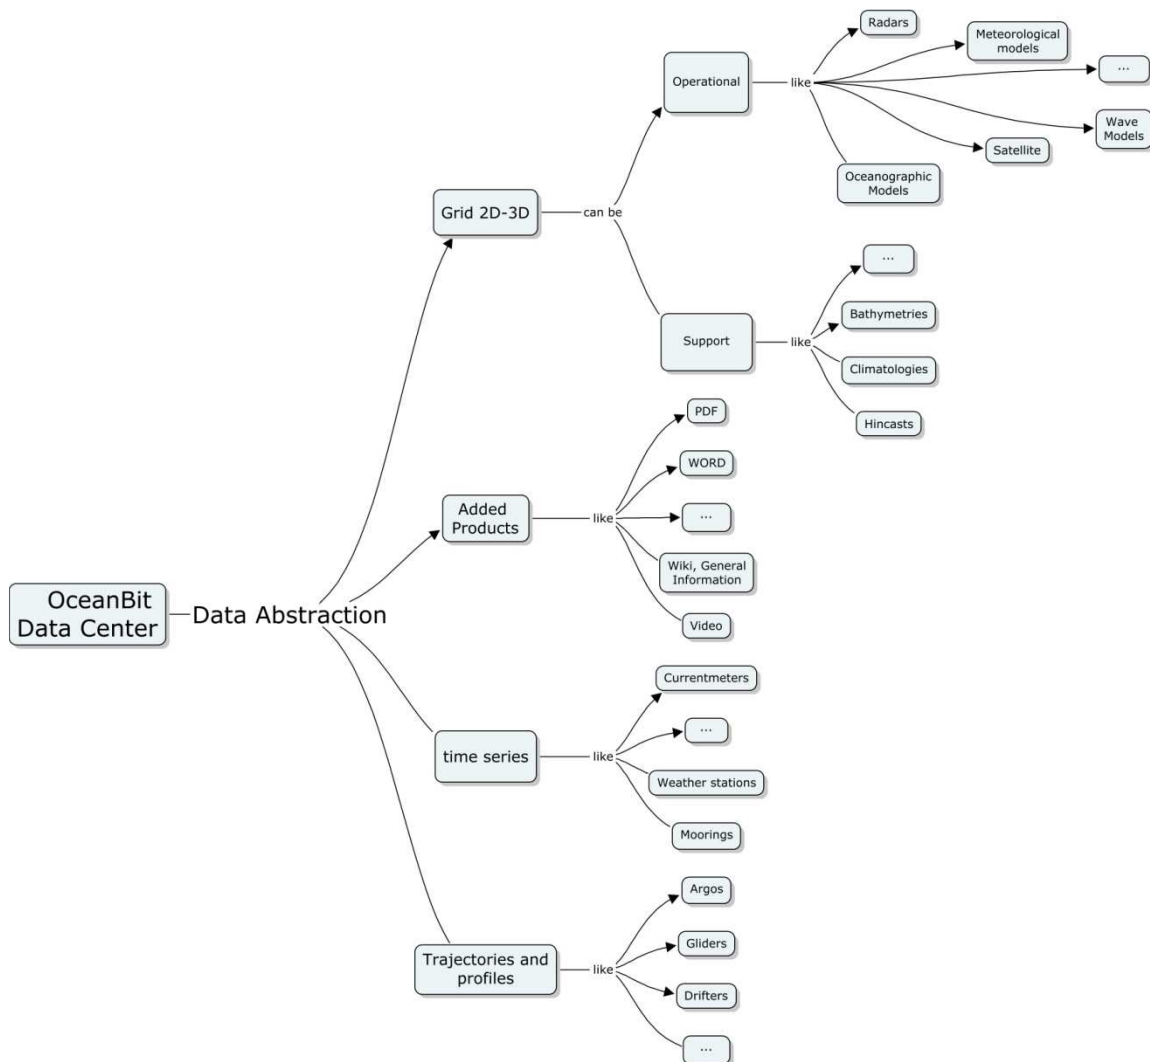 Radars
Meteorological
models
...
Operational
like
Wave
Models
Satellite
Oceanographic
Models
Grid 2D-3D
can be
...
Bathymetries
Support
like
Climatologies
Hincasts
PDF
WORD
Added
Products
like
...
Wiki, General
Information
Video
OceanBit
Data Center
Data Abstraction
Currentmeters
...
time series
like
Weather stations
Moorings
Argos
Gliders
Trajectories and
profiles
like
Drifters
...